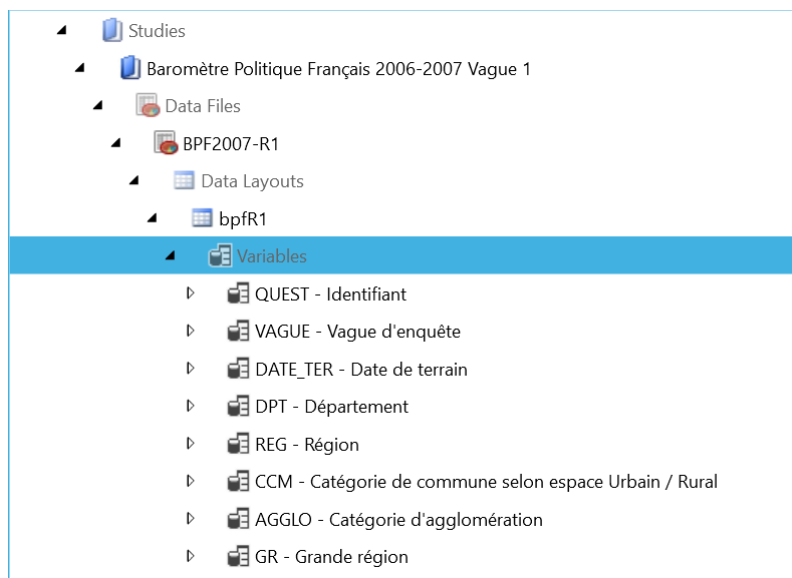 Studies
Baromètre Politique Français 2006-2007 Vague 1
Data Files
BPF2007-R1
Data Layouts
bpfR1
Variables
QUEST - Identifiant
VAGUE - Vague d'enquête
DATE_TER - Date de terrain
DPT - Département
REG - Région
CCM - Catégorie de commune selon espace Urbain / Rural
AGGLO - Catégorie d'agglomération
GR - Grande région